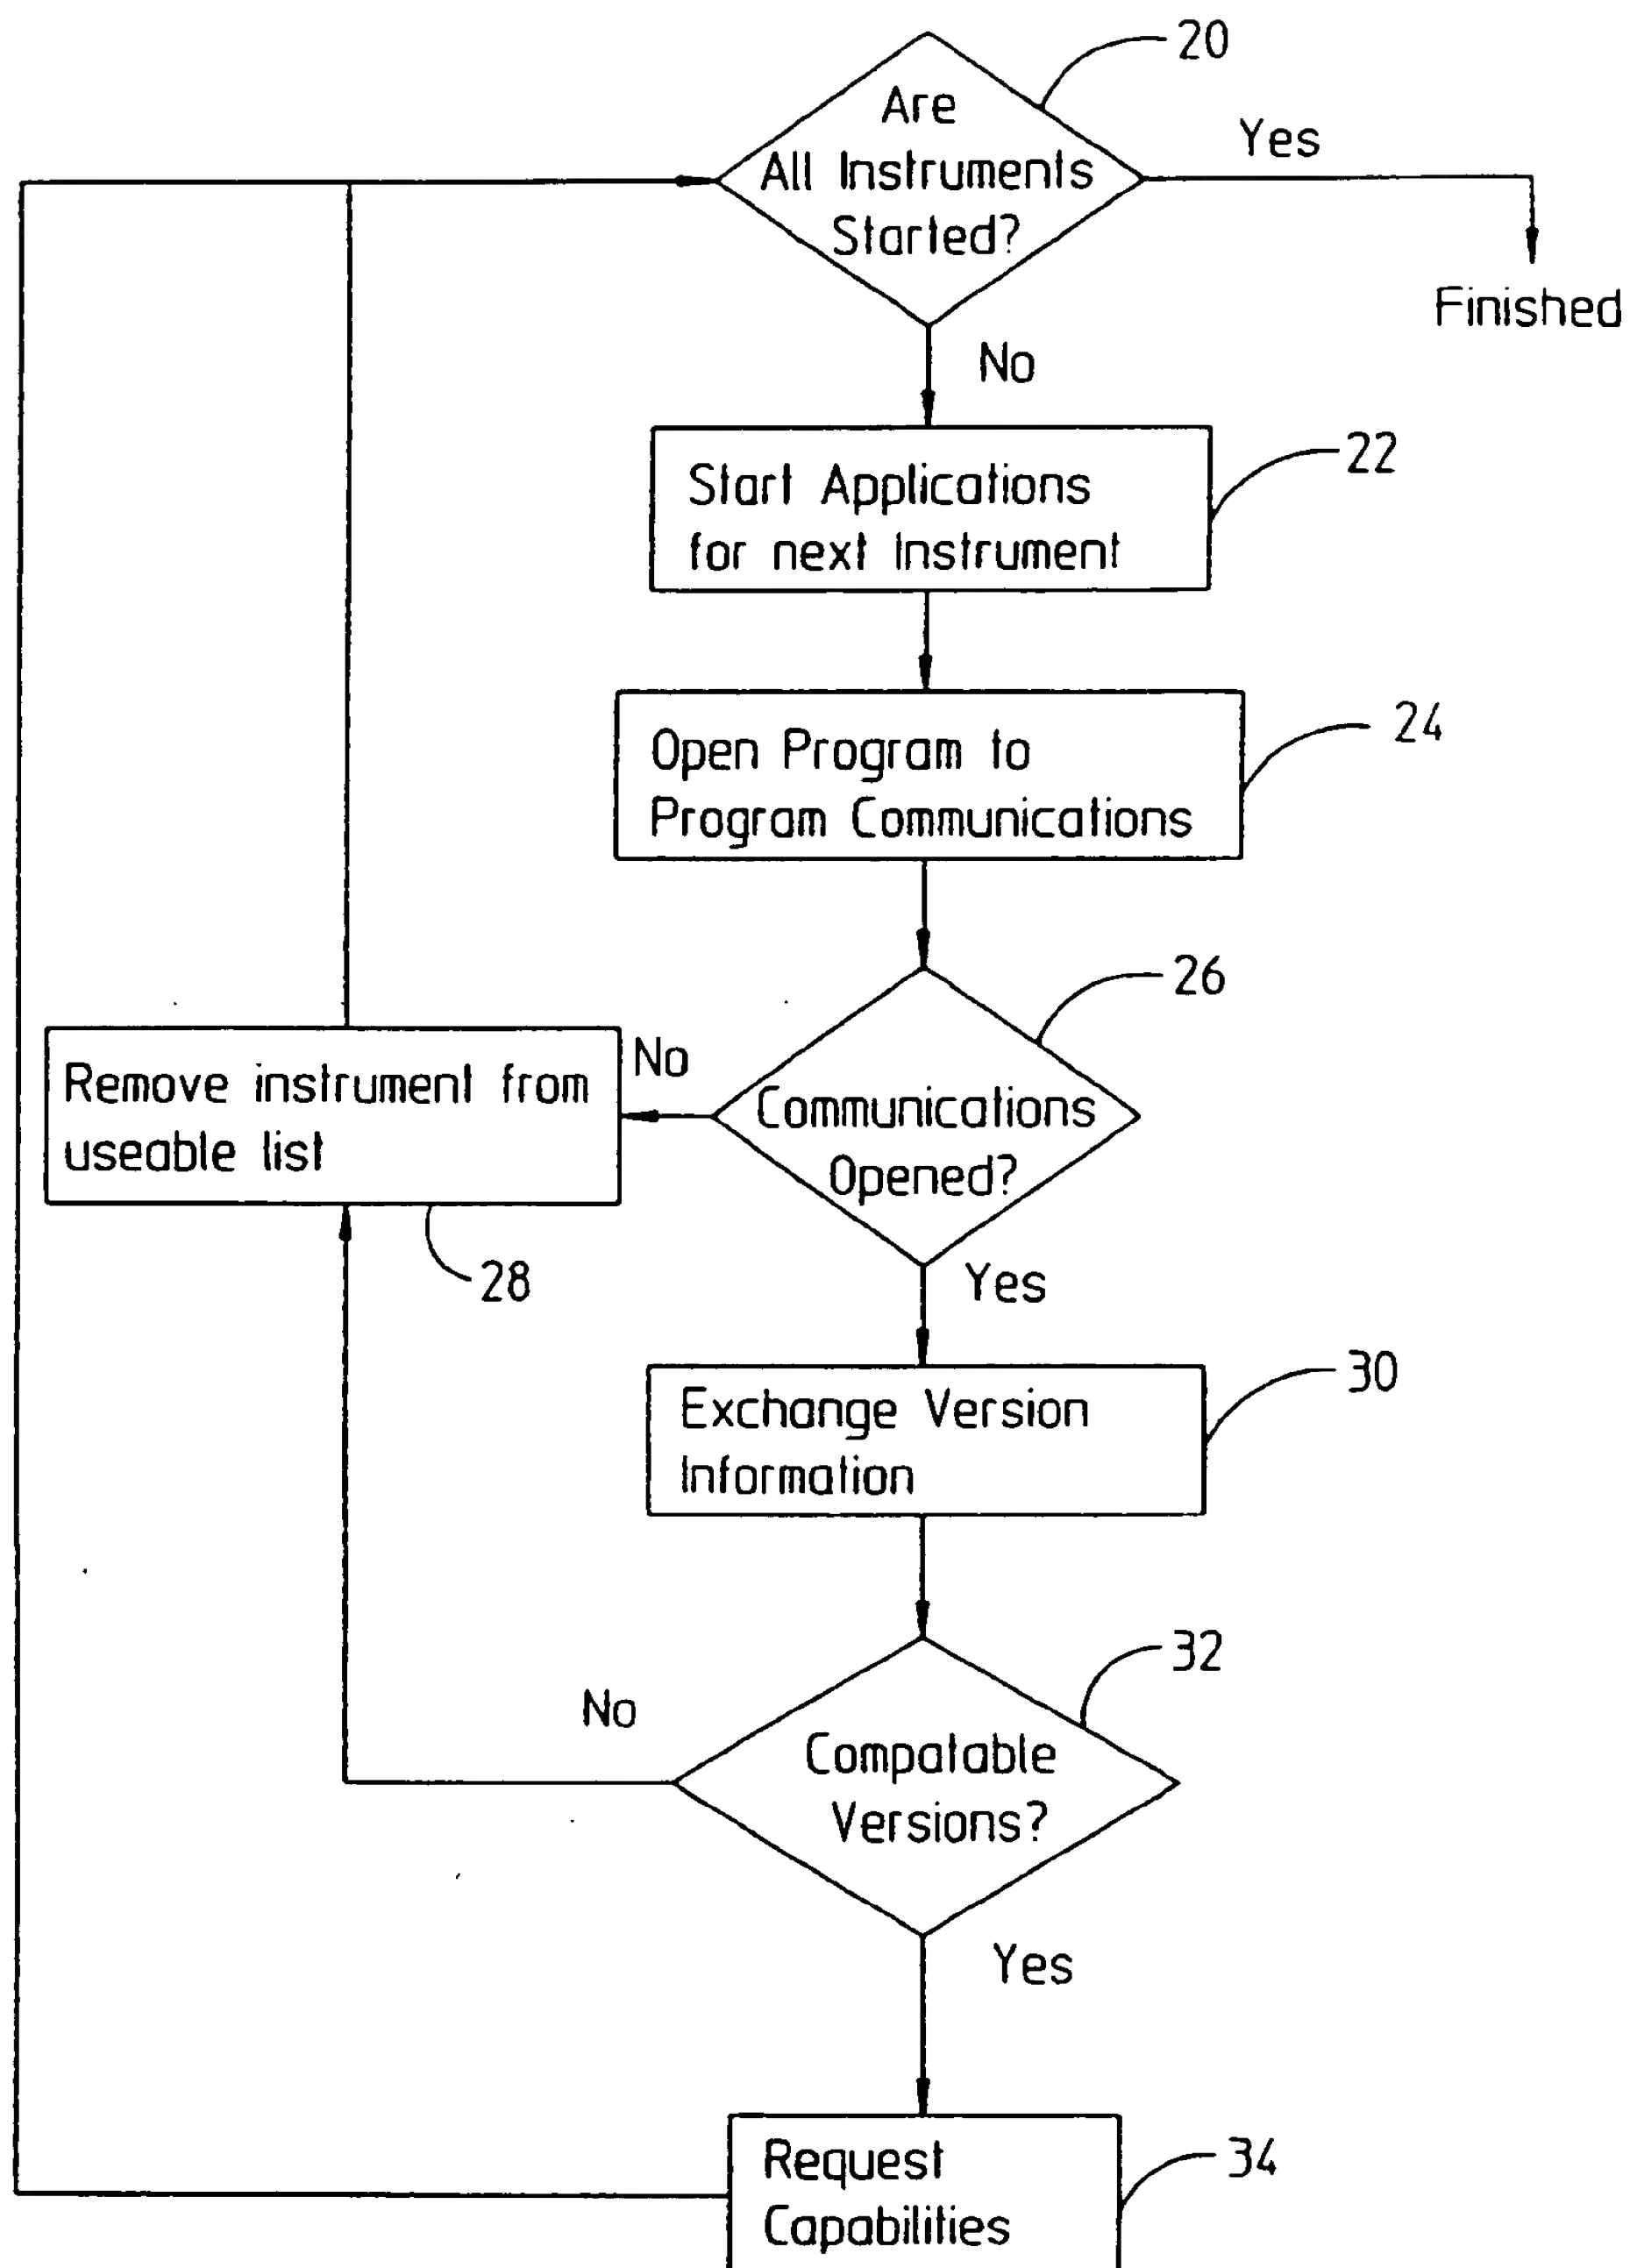 20
Are
All Instruments
Started?
Yes
Finished
No
22
Start Applications
for next Instrument
24
Open Program to
Program Communications
26
Communications
Opened?
No
Remove instrument from
useable list
28
Yes
30
Exchange Version
Information
32
No
Compatable
Versions?
Yes
34
Request
Capabilities